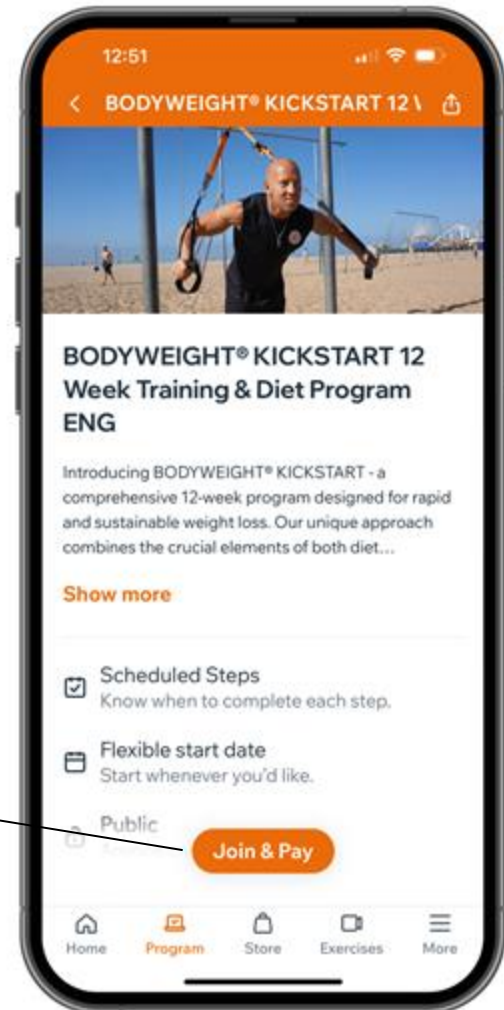 12:51
BODYWEIGHT® KICKSTART 12
BODYWEIGHT® KICKSTART 12
Week Training & Diet Program
ENG
Introducing BODYWEIGHT® KICKSTART - a
comprehensive 12-week program designed for rapid
and sustainable weight loss. Our unique approach
combines the crucial elements of both diet...
Show more
Scheduled Steps
Know when to complete each step.
Flexible start date
Start whenever you'd like.
Public
Join & Pay
Home
Program
Store
Exercises
More